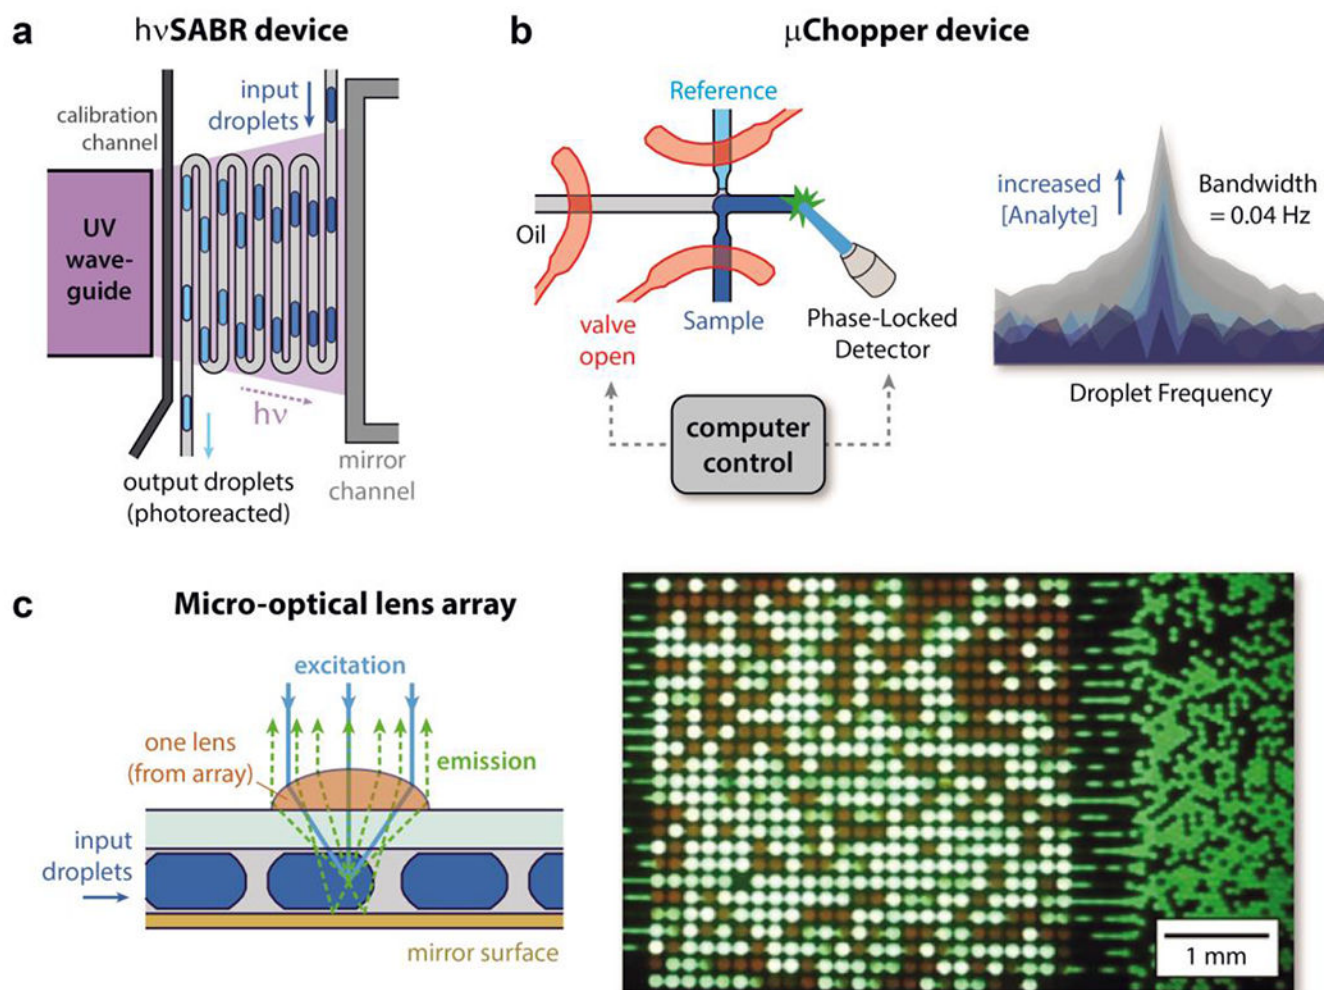 a
hνSABR device
calibration
channel
input
droplets
UV
wave-
guide
hν
output droplets
(photoreacted)
mirror
channel
b
μChopper device
Reference
Oil
valve
open
Sample
Phase-Locked
Detector
computer
control
increased
[Analyte]
Bandwidth
= 0.04 Hz
Droplet Frequency
c
Micro-optical lens array
excitation
one lens
(from array)
emission
input
droplets
mirror surface
1 mm